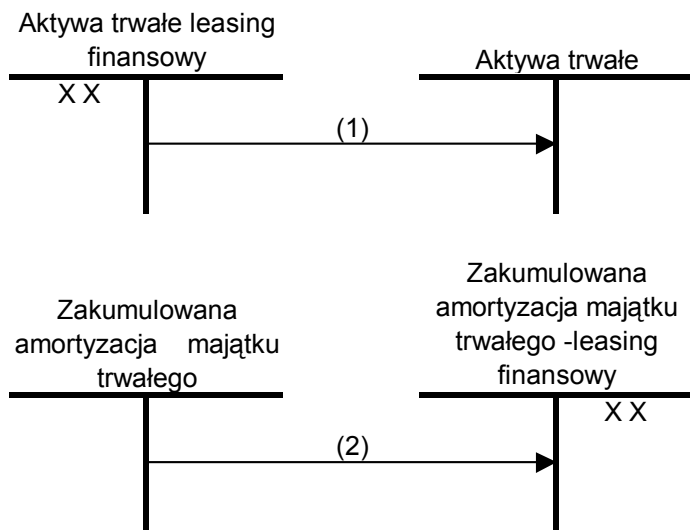 Aktywa trwałe leasing
finansowy
Aktywa trwałe
X X
(1)
Zakumulowana
amortyzacja majątku
trwałego
Zakumulowana
amortyzacja majątku
trwałego -leasing
finansowy
X X
(2)